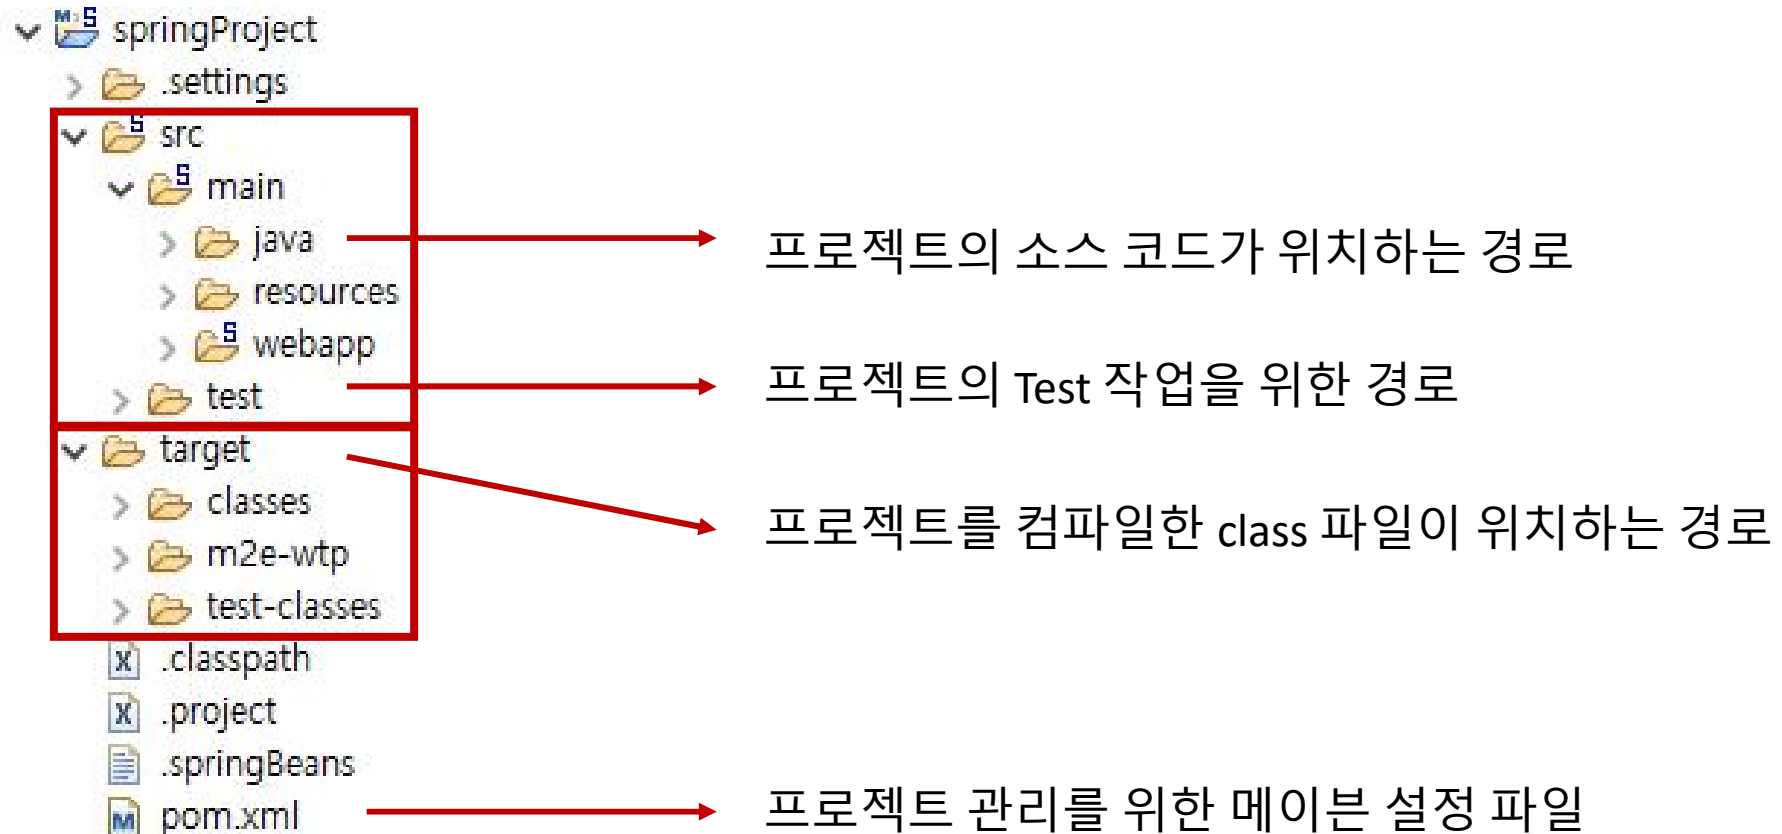 springProject
.settings
src
main
java
프로젝트의 소스 코드가 위치하는 경로
resources
webapp
프로젝트의 Test 작업을 위한 경로
test
target
classes
프로젝트를 컴파일한 class 파일이 위치하는 경로
m2e-wtp
test-classes
.classpath
.project
.springBeans
pom.xml
프로젝트 관리를 위한 메이븐 설정 파일